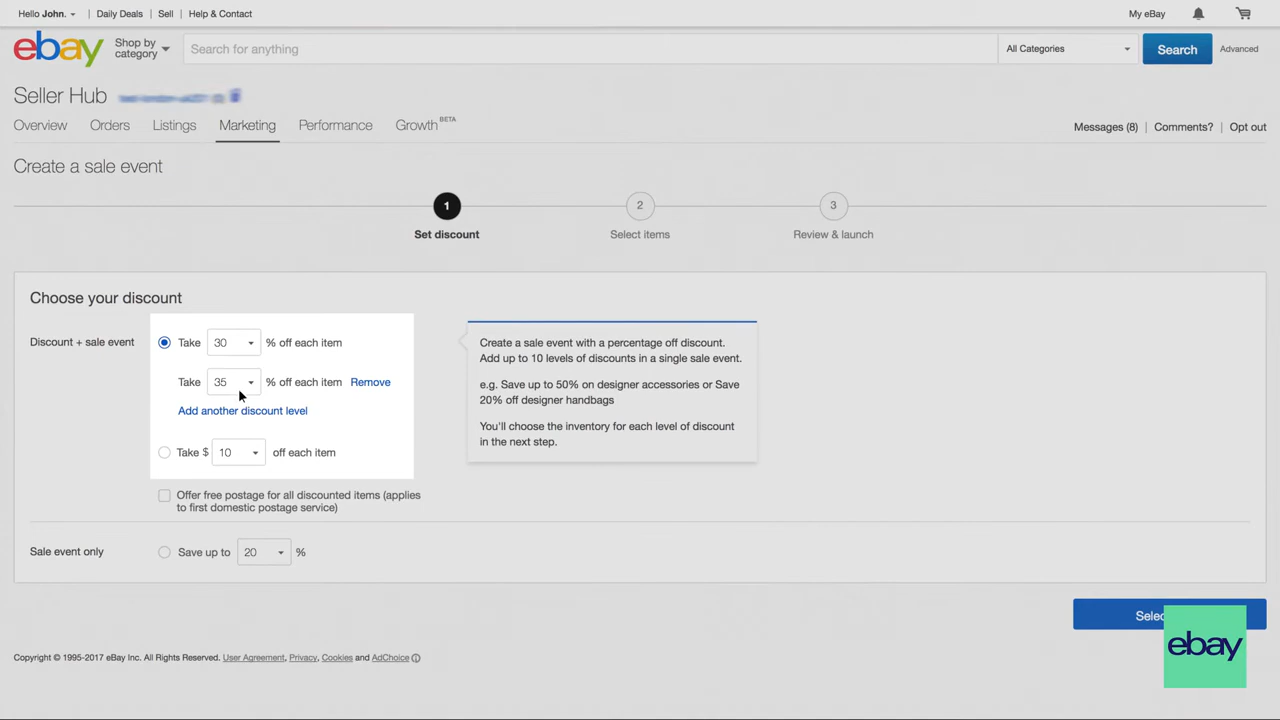 Hello John. Daily Deals Sell Help & Contact My eBay
ebay Shop by category Search for anything All Categories Search Advanced
Seller Hub
Overview Orders Listings Marketing Performance Growth BETA Messages (8) Comments? Opt out
Create a sale event
1 2 3
Set discount Select items Review & launch
Choose your discount
Discount + sale event Take 30 % off each item
Take 35 % off each item Remove
Add another discount level
Take $ 10 off each item
Offer free postage for all discounted items (applies
to first domestic postage service)
Create a sale event with a percentage off discount.
Add up to 10 levels of discounts in a single sale event.
e.g. Save up to 50% on designer accessories or Save
20% off designer handbags
You'll choose the inventory for each level of discount
in the next step.
Sale event only Save up to 20 %
ebay
Copyright © 1995-2017 eBay Inc. All Rights Reserved. User Agreement, Privacy, Cookies and AdChoice